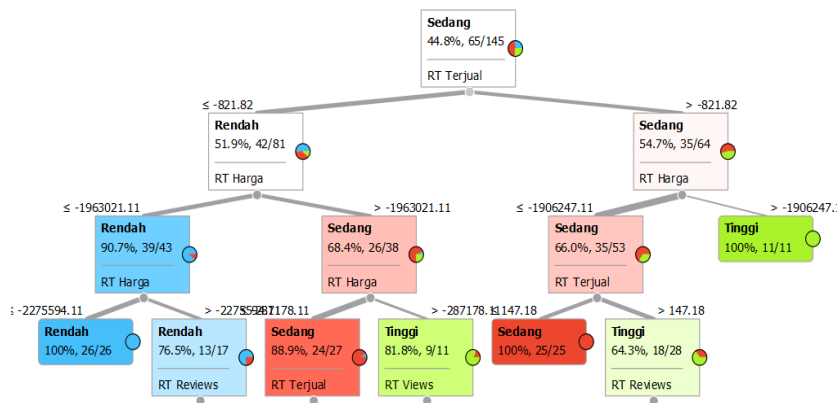 Sedang
44.8%, 65/145
RT Terjual
≤ -821.82
> -821.82
Rendah
51.9%, 42/81
RT Harga
Sedang
54.7%, 35/64
RT Harga
≤ -1963021.11
> -1963021.11
≤ -1906247.11
> -1906247.1
Rendah
90.7%, 39/43
RT Harga
Sedang
68.4%, 26/38
RT Harga
Sedang
66.0%, 35/53
RT Terjual
Tinggi
100%, 11/11
≤ -2275594.11
> -287178.11
> 147.18
Rendah
100%, 26/26
Rendah
76.5%, 13/17
RT Reviews
Sedang
88.9%, 24/27
RT Terjual
Tinggi
81.8%, 9/11
RT Views
Sedang
100%, 25/25
Tinggi
64.3%, 18/28
RT Reviews